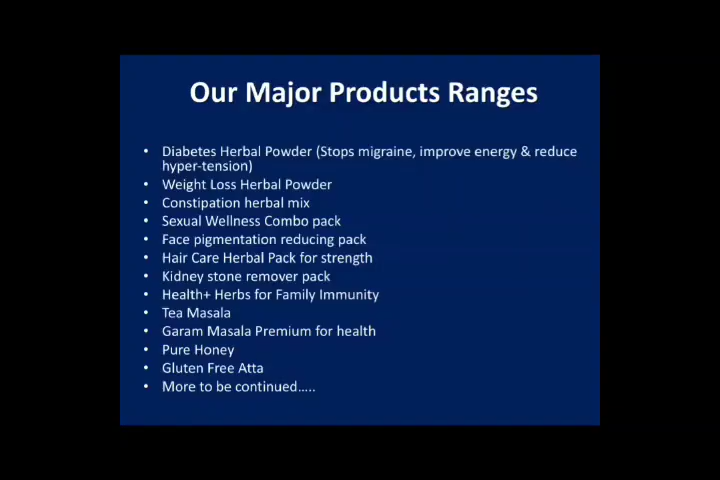 Our Major Products Ranges
• Diabetes Herbal Powder (Stops migraine, improve energy & reduce
hyper-tension)
• Weight Loss Herbal Powder
• Constipation herbal mix
• Sexual Wellness Combo pack
• Face pigmentation reducing pack
• Hair Care Herbal Pack for strength
• Kidney stone remover pack
• Health+ Herbs for Family Immunity
• Tea Masala
• Garam Masala Premium for health
• Pure Honey
• Gluten Free Atta
• More to be continued.....